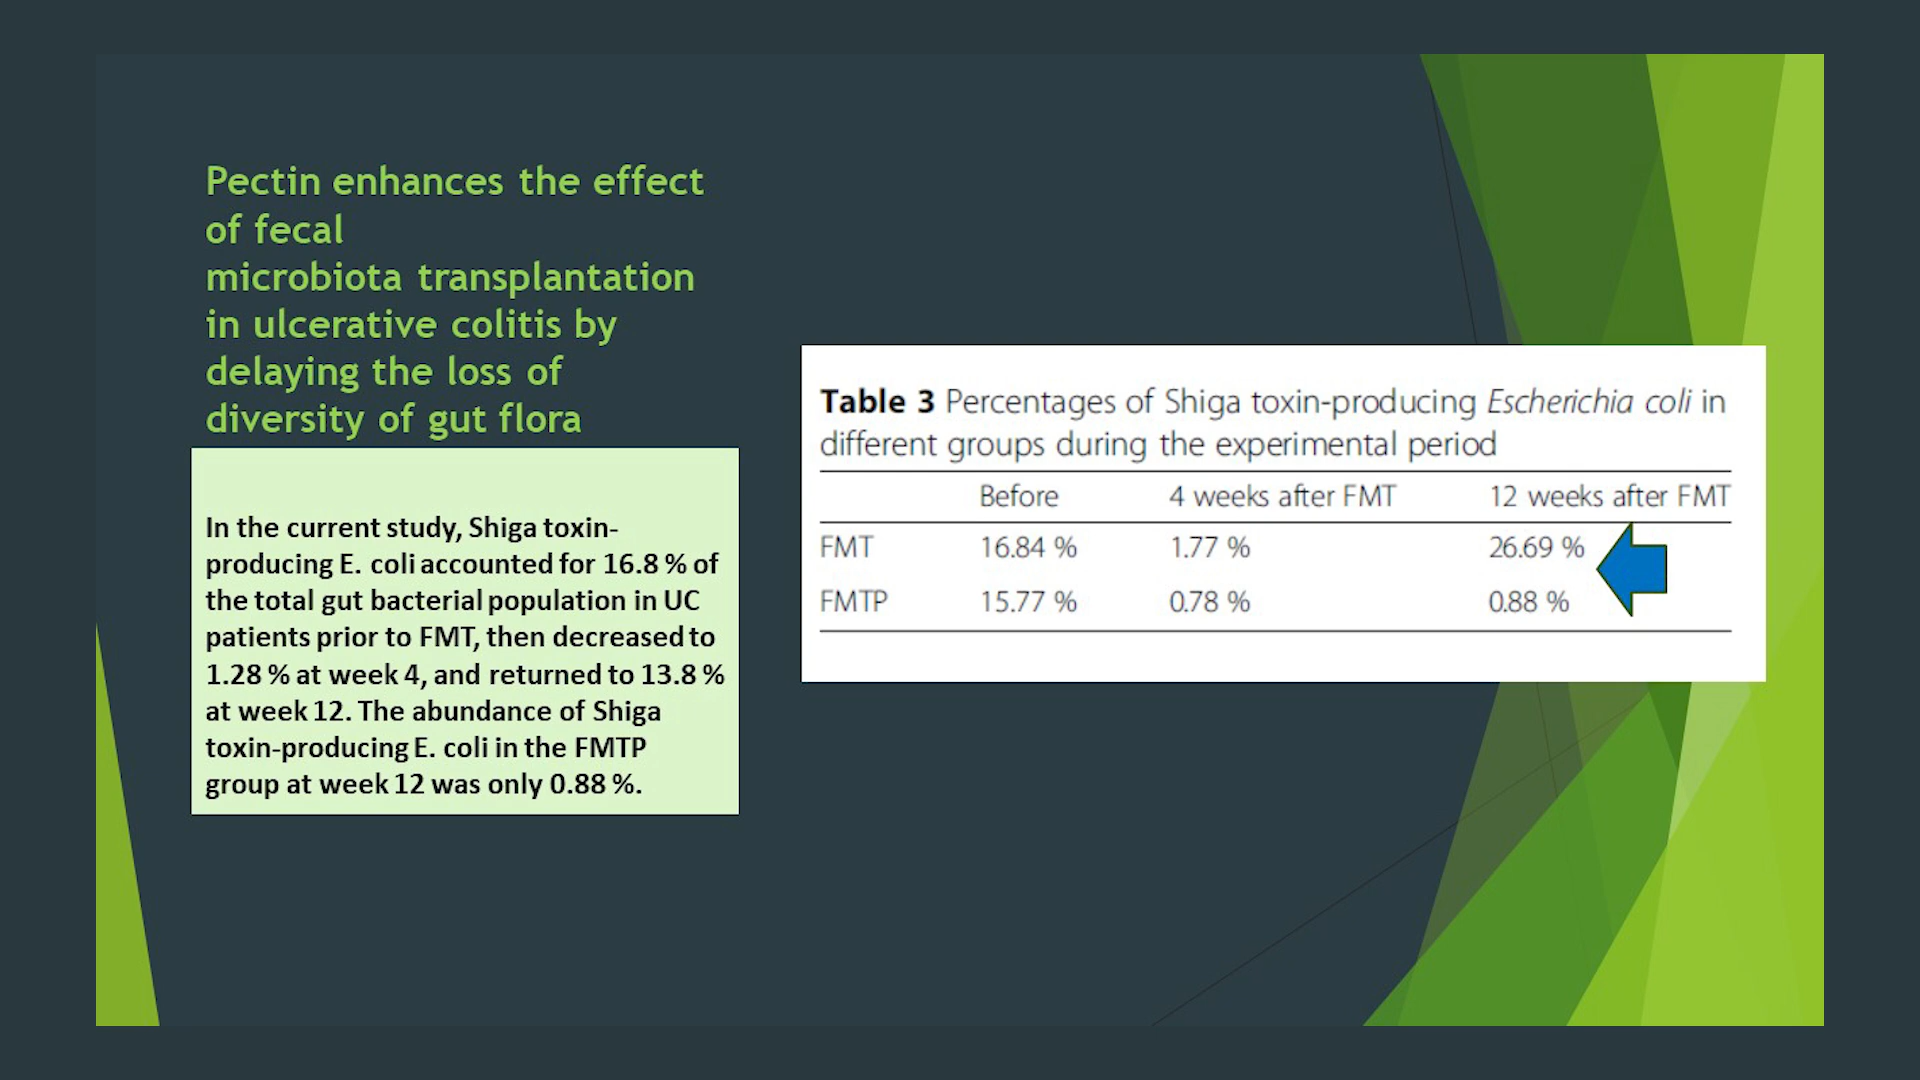 Pectin enhances the effect
of fecal
microbiota transplantation
in ulcerative colitis by
delaying the loss of
diversity of gut flora
In the current study, Shiga toxin-
producing E. coli accounted for 16.8 % of
the total gut bacterial population in UC
patients prior to FMT, then decreased to
1.28 % at week 4, and returned to 13.8 %
at week 12. The abundance of Shiga
toxin-producing E. coli in the FMTP
group at week 12 was only 0.88 %.
Table 3 Percentages of Shiga toxin-producing Escherichia coli in
different groups during the experimental period
Before 4 weeks after FMT 12 weeks after FMT
FMT 16.84 % 1.77 % 26.69 %
FMTP 15.77 % 0.78 % 0.88 %